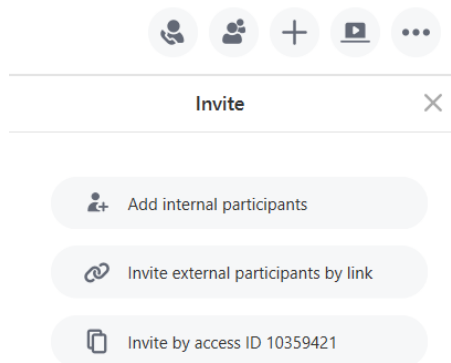 Invite
Add internal participants
Invite external participants by link
Invite by access ID 10359421